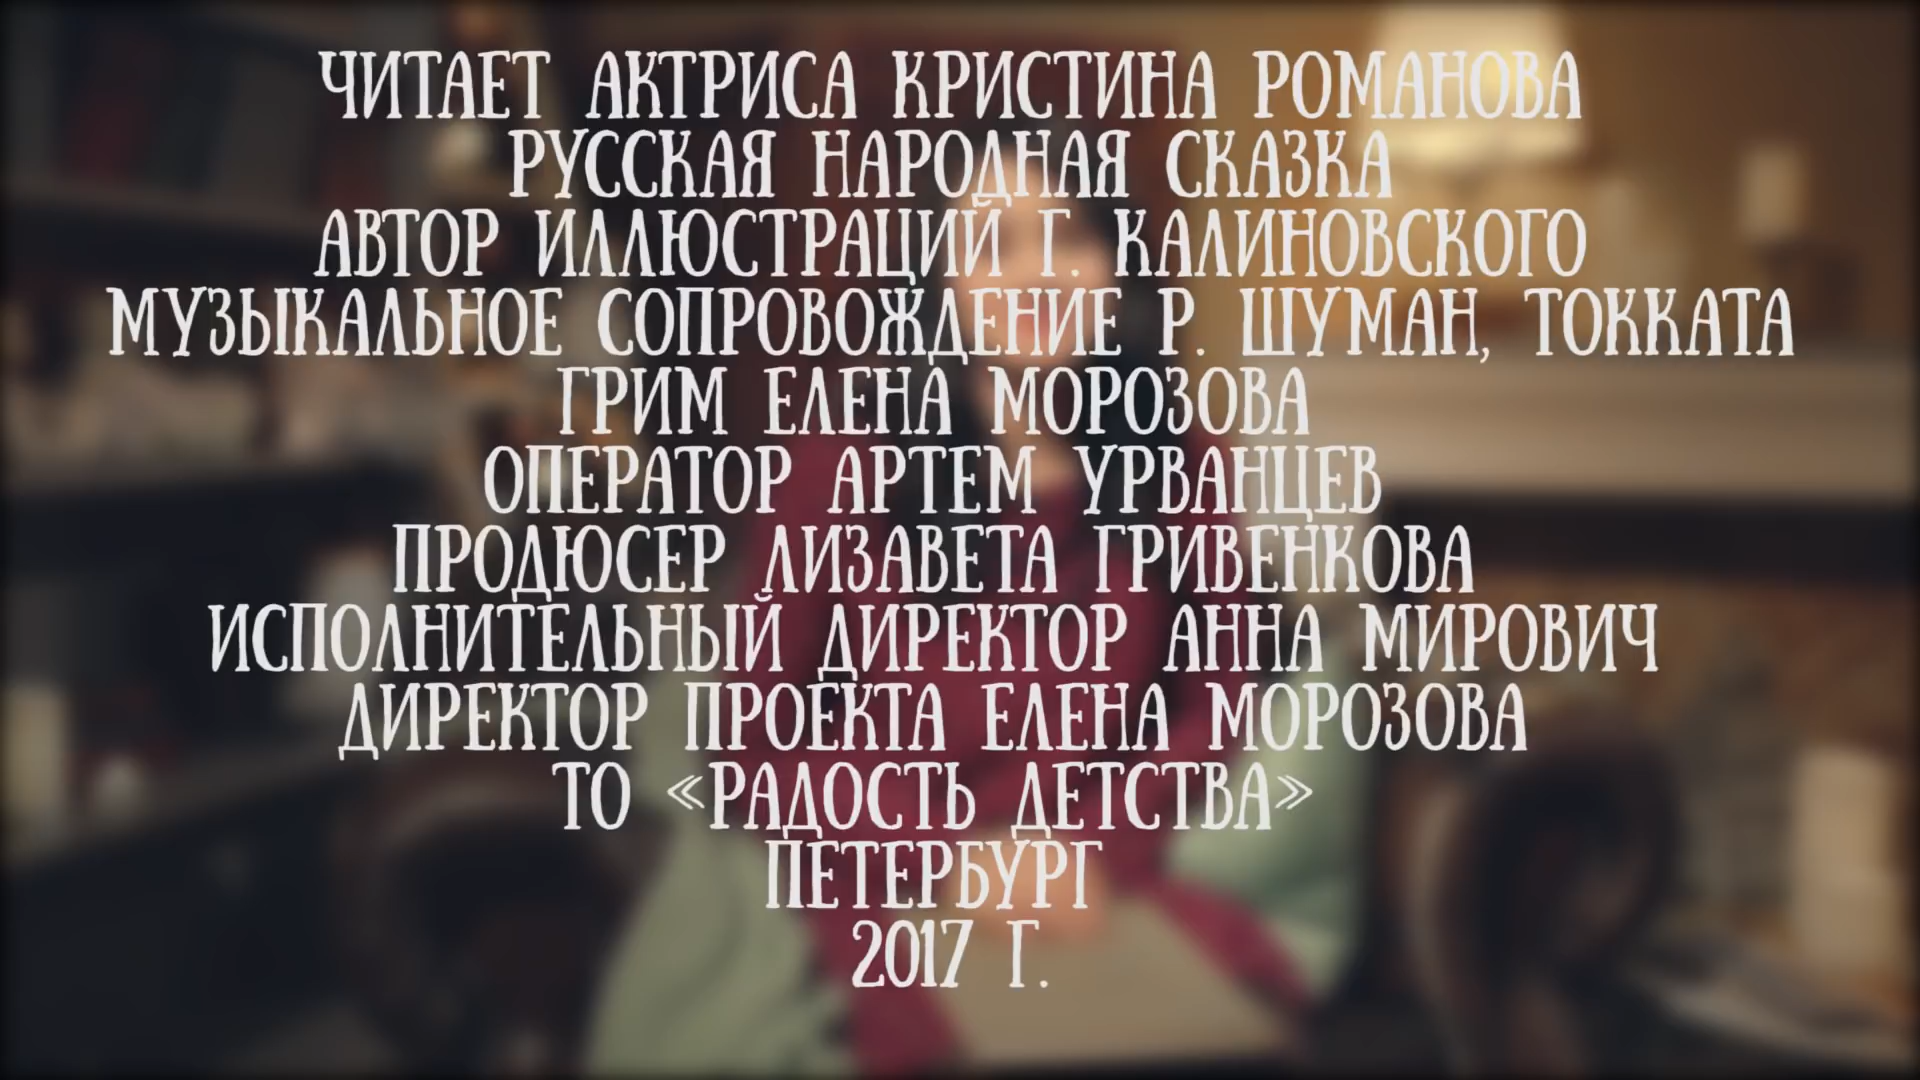 ЧИТАЕТ АКТРИСА КРИСТИНА РОМАНОВА
РУССКАЯ НАРОДНАЯ СКАЗКА
АВТОР ИЛЛЮСТРАЦИЙ Г. КАЛИНОВСКОГО
МУЗЫКАЛЬНОЕ СОПРОВОЖДЕНИЕ Р. ШУМАН, ТОККАТА
ГРИМ ЕЛЕНА МОРОЗОВА
ОПЕРАТОР АРТЕМ УРВАНЦЕВ
ПРОДЮСЕР ЛИЗАВЕТА ГРИВЕНКОВА
ИСПОЛНИТЕЛЬНЫЙ ДИРЕКТОР АННА МИРОВИЧ
ДИРЕКТОР ПРОЕКТА ЕЛЕНА МОРОЗОВА
ТО «РАДОСТЬ ДЕТСТВА»
ПЕТЕРБУРГ
2017 Г.